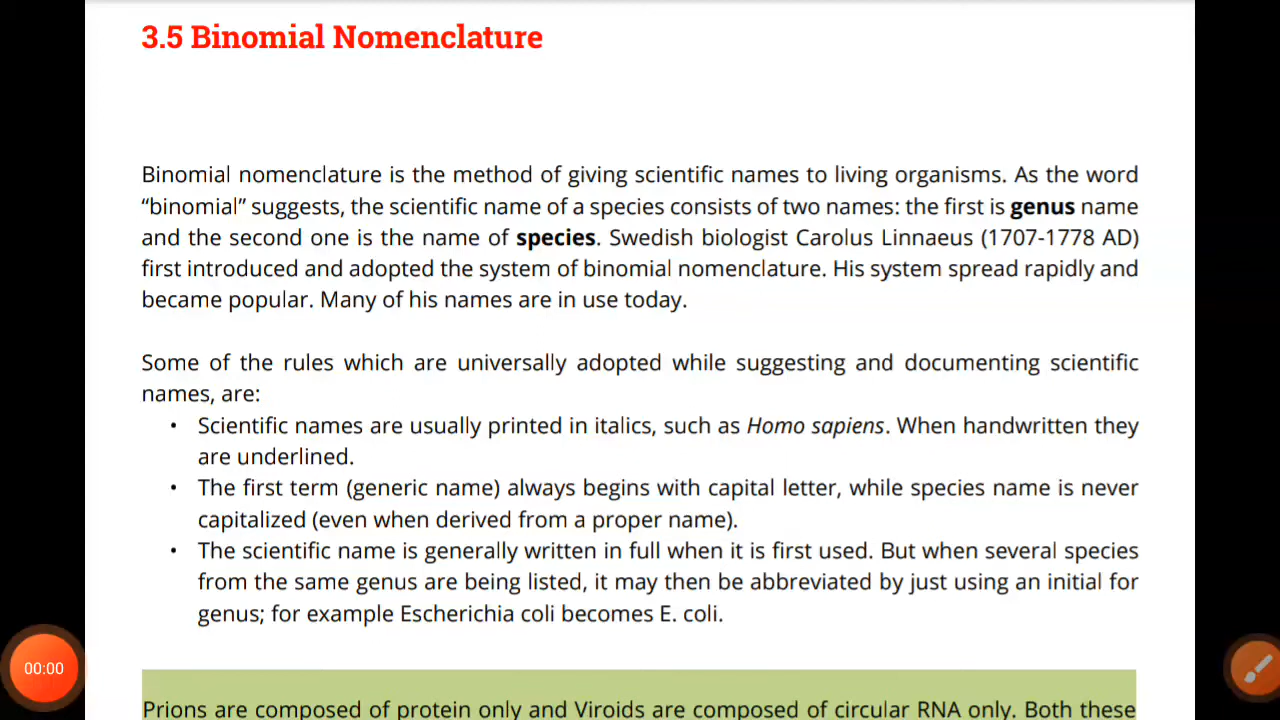 3.5 Binomial Nomenclature
Binomial nomenclature is the method of giving scientific names to living organisms. As the word
“binomial” suggests, the scientific name of a species consists of two names: the first is genus name
and the second one is the name of species. Swedish biologist Carolus Linnaeus (1707-1778 AD)
first introduced and adopted the system of binomial nomenclature. His system spread rapidly and
became popular. Many of his names are in use today.
Some of the rules which are universally adopted while suggesting and documenting scientific
names, are:
• Scientific names are usually printed in italics, such as Homo sapiens. When handwritten they
are underlined.
• The first term (generic name) always begins with capital letter, while species name is never
capitalized (even when derived from a proper name).
• The scientific name is generally written in full when it is first used. But when several species
from the same genus are being listed, it may then be abbreviated by just using an initial for
genus; for example Escherichia coli becomes E. coli.
00:00
Prions are composed of protein only and Viroids are composed of circular RNA only. Both these